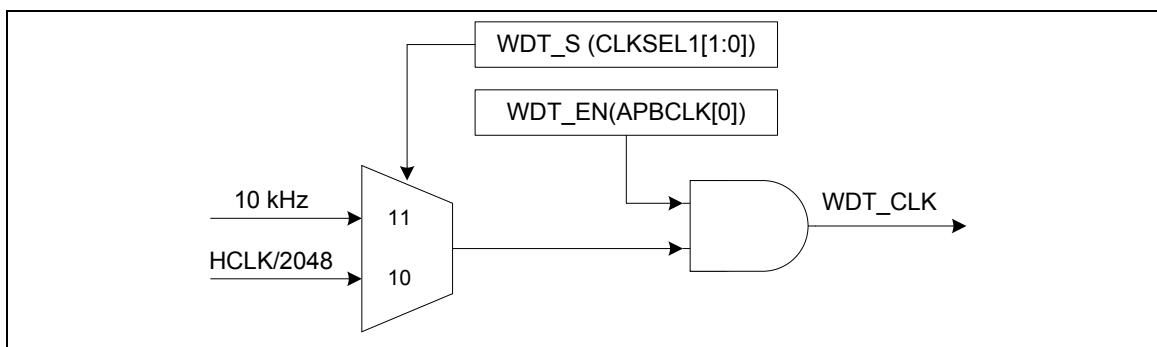 WDT_S (CLKSEL1[1:0])
WDT_EN(APBCLK[0])
10 kHz
11
WDT_CLK
HCLK/2048
10